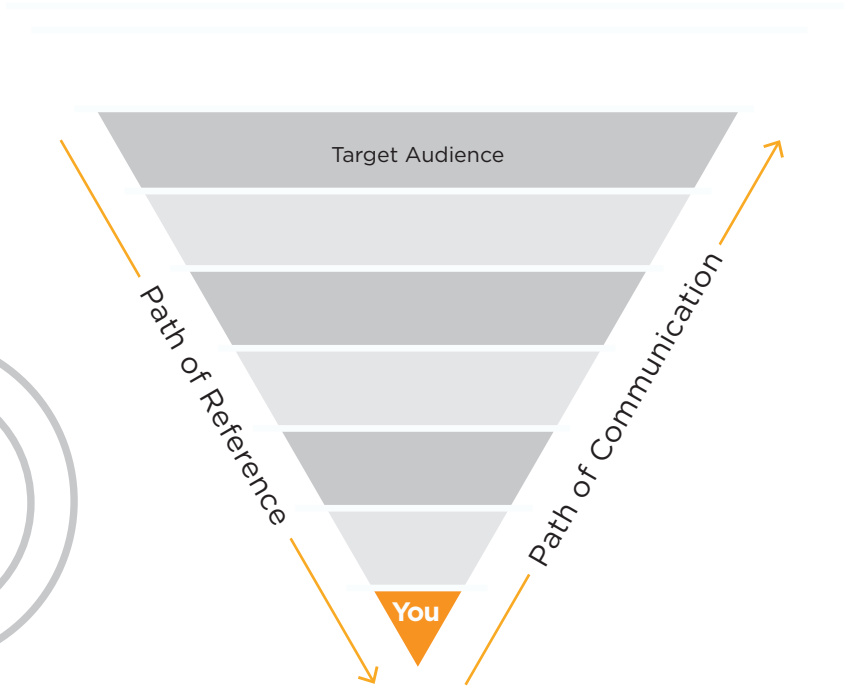 Target Audience
Path of Reference
Path of Communication
You